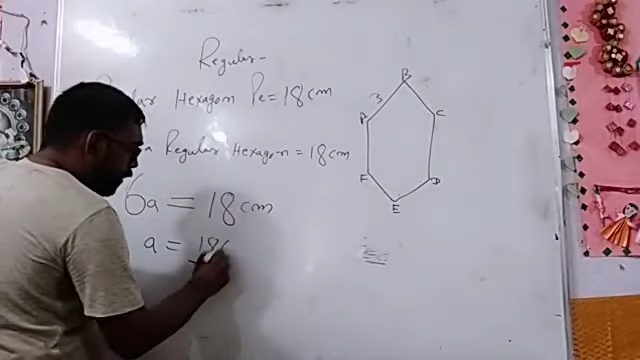 Regular-
Hexagon Pe = 18 cm
Regular Hexagon = 18 cm
6a = 18 cm
a = 18
B
3
A
C
F
D
E